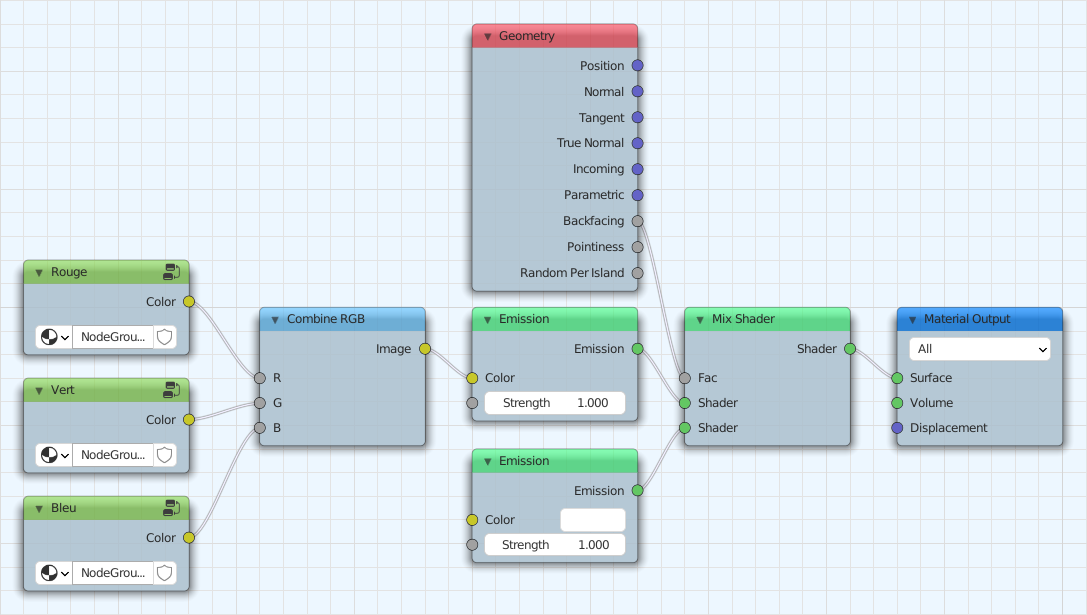 Geometry
Position
Normal
Tangent
True Normal
Incoming
Parametric
Backfacing
Pointiness
Random Per Island
Rouge
Color
NodeGrou...
Vert
Color
NodeGrou...
Bleu
Color
NodeGrou...
Combine RGB
Image
R
G
B
Emission
Emission
Color
Strength 1.000
Emission
Emission
Color
Strength 1.000
Mix Shader
Shader
Fac
Shader
Shader
Material Output
All
Surface
Volume
Displacement